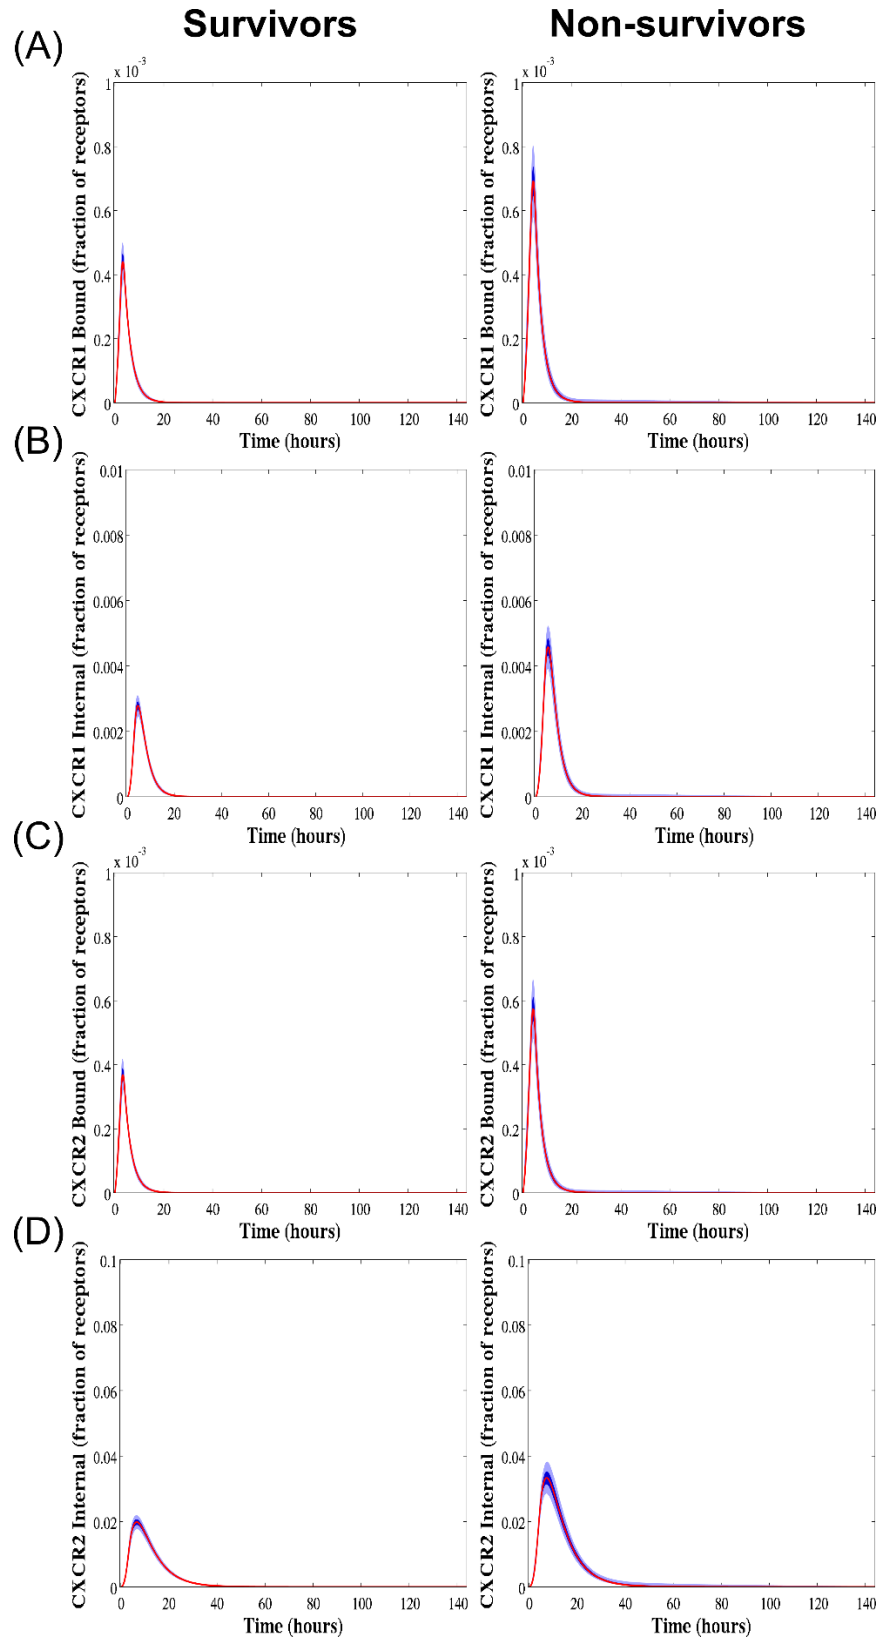 Survivors Non-survivors
(A)
x 10⁻³ x 10⁻³
CXCR1 Bound (fraction of receptors)
1
0.8
0.6
0.4
0.2
0
0 20 40 60 80 100 120 140
Time (hours)
CXCR1 Bound (fraction of receptors)
1
0.8
0.6
0.4
0.2
0
0 20 40 60 80 100 120 140
Time (hours)
(B)
CXCR1 Internal (fraction of receptors)
0.01
0.008
0.006
0.004
0.002
0
0 20 40 60 80 100 120 140
Time (hours)
CXCR1 Internal (fraction of receptors)
0.01
0.008
0.006
0.004
0.002
0
0 20 40 60 80 100 120 140
Time (hours)
(C)
x 10⁻³ x 10⁻³
CXCR2 Bound (fraction of receptors)
1
0.8
0.6
0.4
0.2
0
0 20 40 60 80 100 120 140
Time (hours)
CXCR2 Bound (fraction of receptors)
1
0.8
0.6
0.4
0.2
0
0 20 40 60 80 100 120 140
Time (hours)
(D)
CXCR2 Internal (fraction of receptors)
0.1
0.08
0.06
0.04
0.02
0
0 20 40 60 80 100 120 140
Time (hours)
CXCR2 Internal (fraction of receptors)
0.1
0.08
0.06
0.04
0.02
0
0 20 40 60 80 100 120 140
Time (hours)